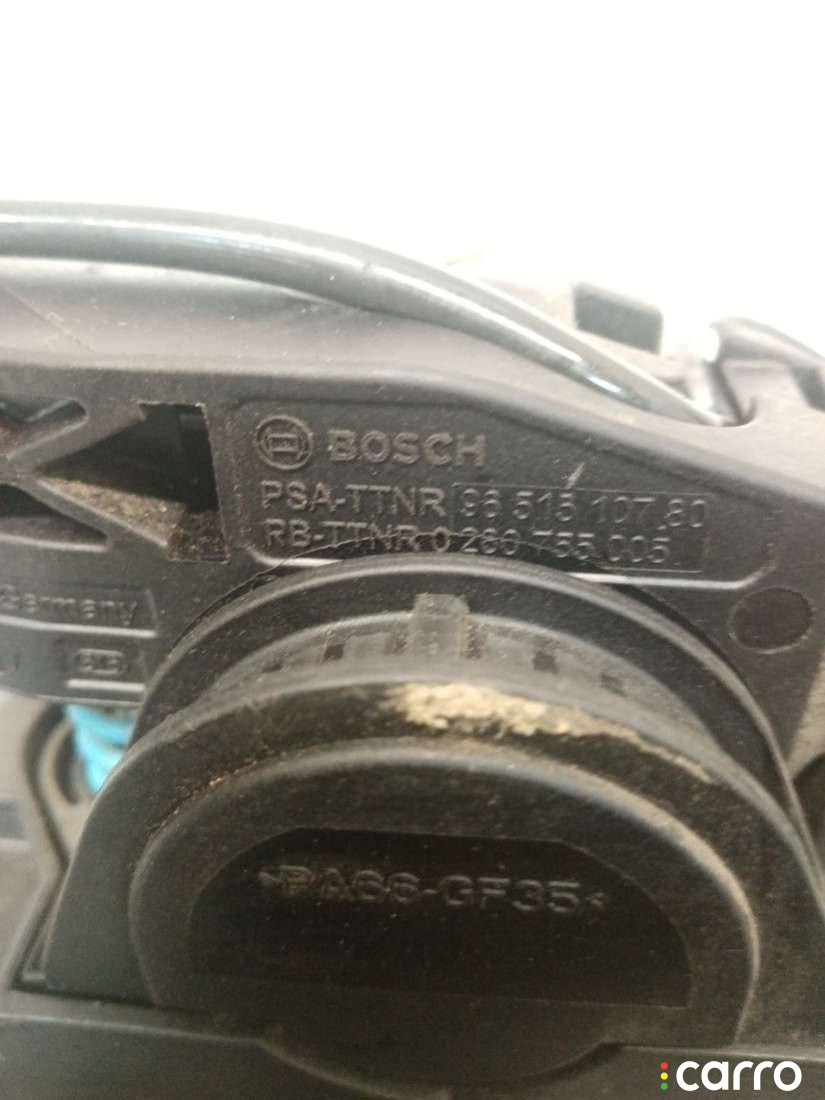 BOSCH
PSA-TTNR 96 515 107 80
RB-TTNR 0 280 755 005
Germany
>PA66-GF35<
carro